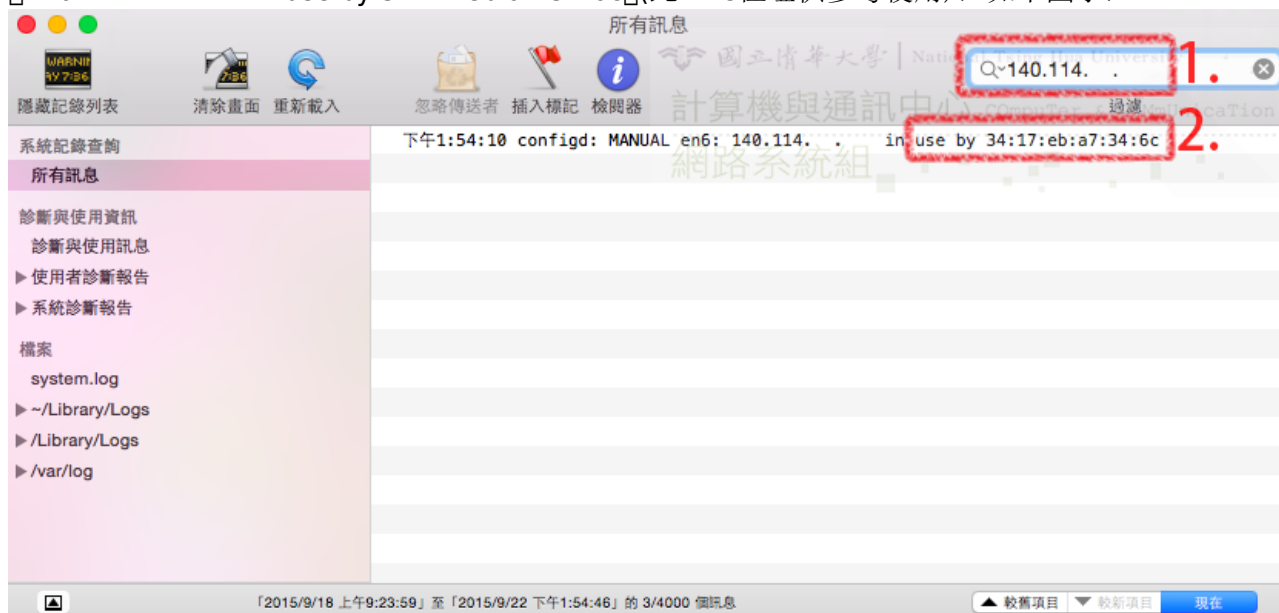 所有訊息
國立清華大學 | National Tsing Hua University
WARNIN
AY 7:36
隱藏記錄列表
清除畫面
重新載入
忽略傳送者
插入標記
檢閱器
140.114. .
過濾
1.
計算機與通訊中心
網路系統組
系統記錄查詢
所有訊息
診斷與使用資訊
診斷與使用訊息
使用者診斷報告
系統診斷報告
檔案
system.log
~/Library/Logs
/Library/Logs
/var/log
下午1:54:10 configd: MANUAL en6: 140.114. . in use by 34:17:eb:a7:34:6c
2.
「2015/9/18 上午9:23:59」至「2015/9/22 下午1:54:46」的 3/4000 個訊息
較舊項目
較新項目
現在